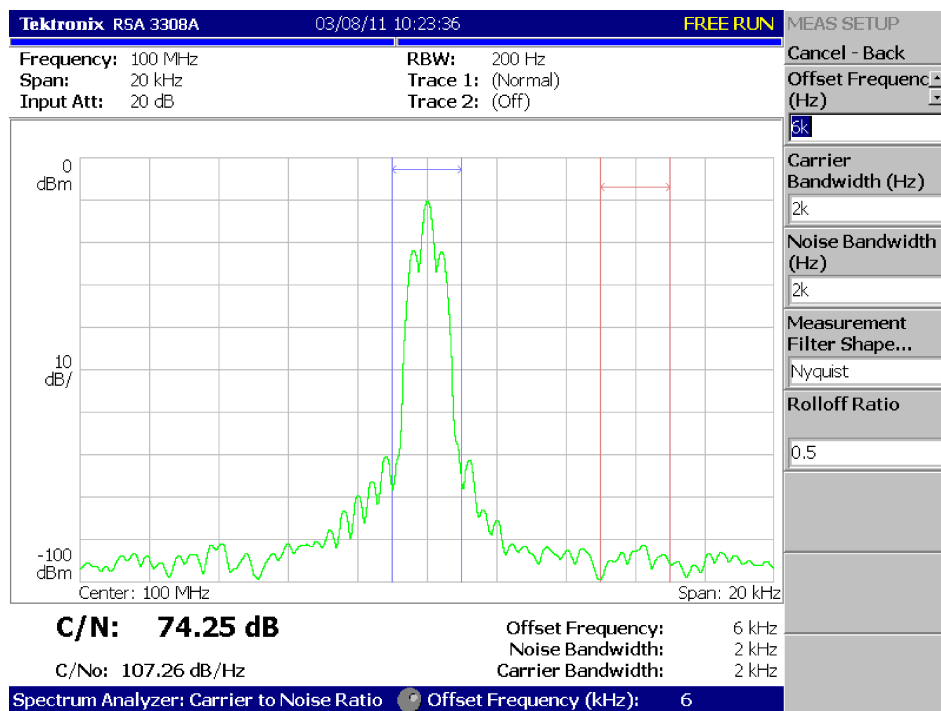 Tektronix RSA 3308A 03/08/11 10:23:36 FREE RUN
Frequency: 100 MHz RBW: 200 Hz
Span: 20 kHz Trace 1: (Normal)
Input Att: 20 dB Trace 2: (Off)
0
dBm
10
dB/
-100
dBm
Center: 100 MHz Span: 20 kHz
C/N: 74.25 dB
C/No: 107.26 dB/Hz
Offset Frequency: 6 kHz
Noise Bandwidth: 2 kHz
Carrier Bandwidth: 2 kHz
Spectrum Analyzer: Carrier to Noise Ratio Offset Frequency (kHz): 6
MEAS SETUP
Cancel - Back
Offset Frequenc
(Hz)
6k
Carrier
Bandwidth (Hz)
2k
Noise Bandwidth
(Hz)
2k
Measurement
Filter Shape...
Nyquist
Rolloff Ratio
0.5